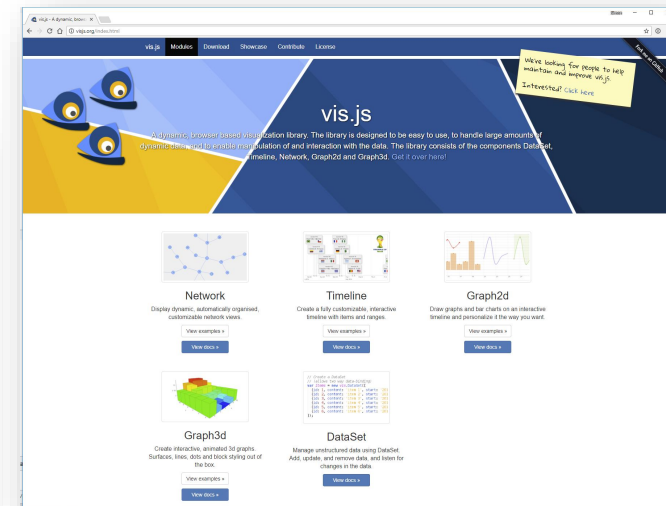 vis.js - A dynamic, brows
visjs.org/index.html
vis.js Modules Download Showcase Contribute License
Fork me on GitHub
We're looking for people to help
maintain and improve vis.js.
Interested? Click here
vis.js
A dynamic, browser based visualization library. The library is designed to be easy to use, to handle large amounts of
dynamic data, and to enable manipulation of and interaction with the data. The library consists of the components DataSet,
Timeline, Network, Graph2d and Graph3d. Get it over here!
Network
Display dynamic, automatically organised,
customizable network views.
View examples »
View docs »
Timeline
Create a fully customizable, interactive
timeline with items and ranges.
View examples »
View docs »
Graph2d
Draw graphs and bar charts on an interactive
timeline and personalize it the way you want.
View examples »
View docs »
Graph3d
Create interactive, animated 3d graphs.
Surfaces, lines, dots and block styling out of
the box.
View examples »
View docs »
// Create a DataSet
DataSet
Manage unstructured data using DataSet.
Add, update, and remove data, and listen for
changes in the data.
View docs »